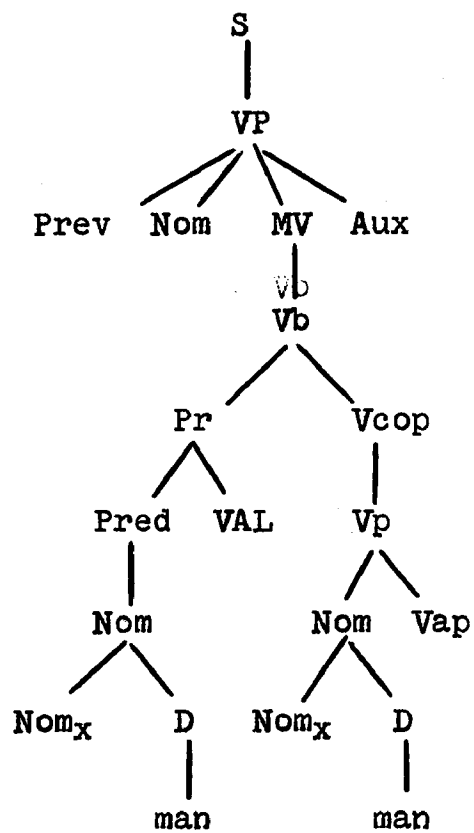 S
VP
Prev Nom MV Aux
Vb
Vb
Pr Vcop
Pred VAL Vp
Nom Nom Vap
Nomx D Nomx D
man man